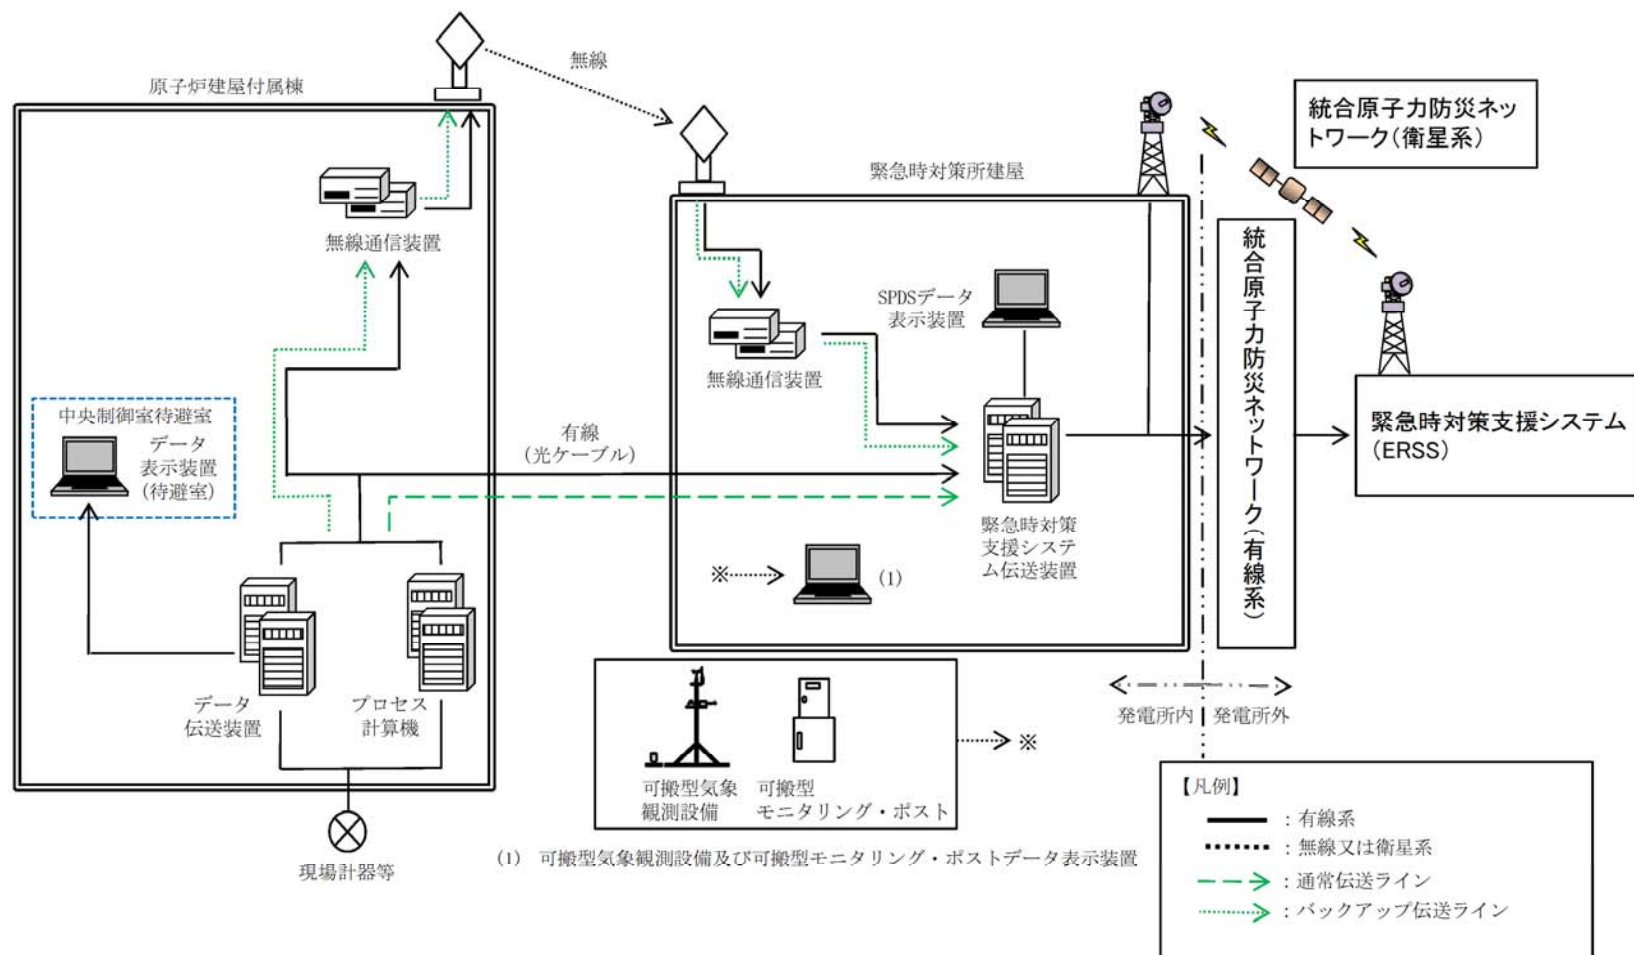 無線
原子炉建屋付属棟
統合原子力防災ネッ
トワーク(衛星系)
緊急時対策所建屋
無線通信装置
統合原子力防災ネットワーク(有線系)
SPDSデータ
表示装置
無線通信装置
中央制御室待避室
データ
表示装置
(待避室)
有線
(光ケーブル)
緊急時対策支援システム
(ERSS)
緊急時対策
支援システ
ム伝送装置
※
(1)
データ
伝送装置
プロセス
計算機
発電所内
発電所外
※
可搬型気象
観測設備
可搬型
モニタリング・ポスト
現場計器等
(1) 可搬型気象観測設備及び可搬型モニタリング・ポストデータ表示装置
【凡例】
:有線系
:無線又は衛星系
:通常伝送ライン
:バックアップ伝送ライン